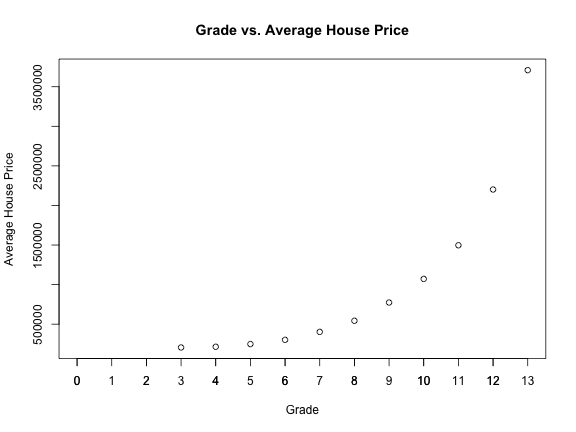 Grade vs. Average House Price
Average House Price
3500000
2500000
1500000
500000
0 1 2 3 4 5 6 7 8 9 10 11 12 13
Grade